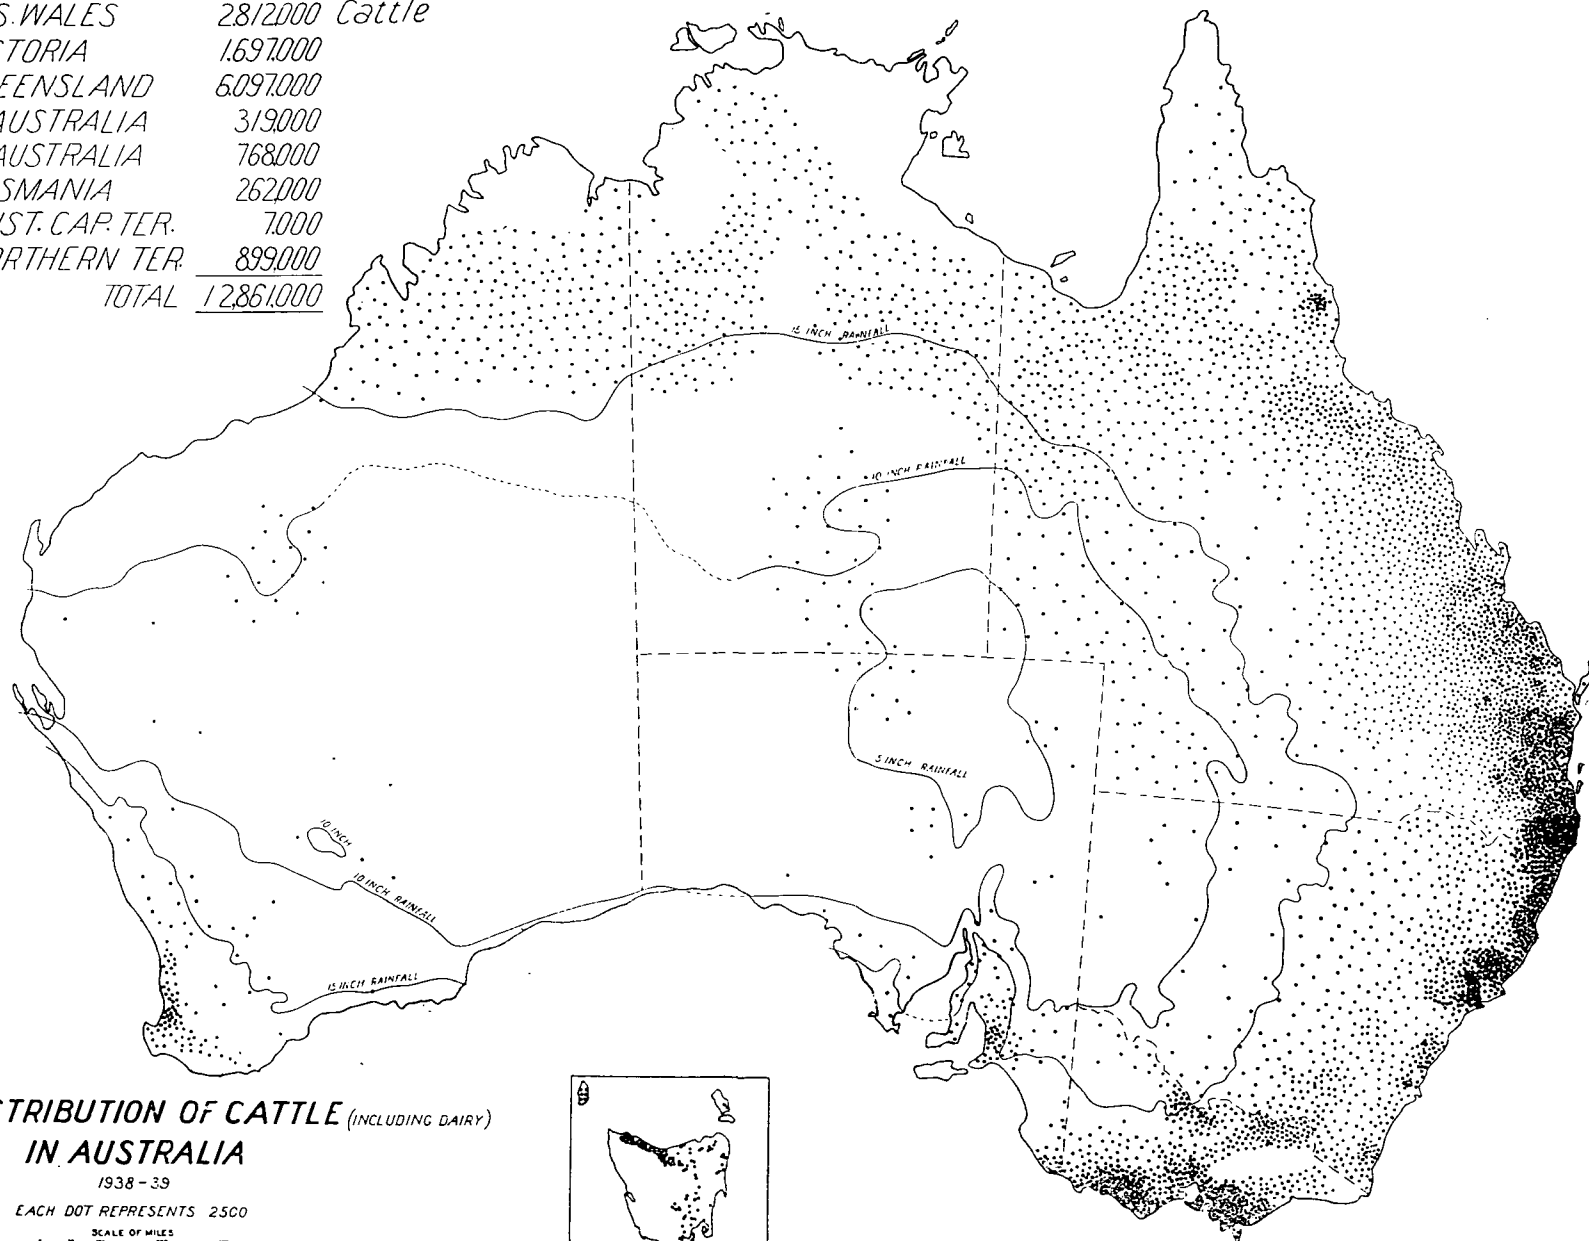 S. WALES 2.812.000 Cattle
TORIA 1.697.000
EENSLAND 6.097.000
AUSTRALIA 319.000
AUSTRALIA 768.000
SMANIA 262.000
ST. CAP. TER. 7.000
RTHERN TER. 899.000
TOTAL 12,861.000
15 INCH RAINFALL
10 INCH RAINFALL
5 INCH RAINFALL
10 INCH
10 INCH RAINFALL
15 INCH RAINFALL
TRIBUTION OF CATTLE (INCLUDING DAIRY)
IN AUSTRALIA
1938-39
EACH DOT REPRESENTS 2500
SCALE OF MILES